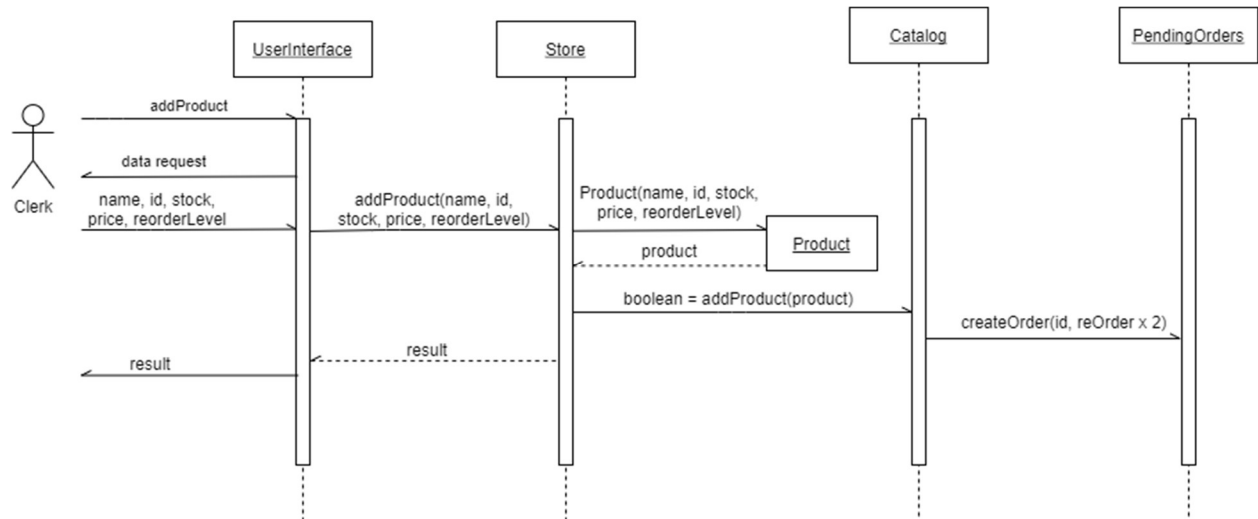 UserInterface
Store
Catalog
PendingOrders
addProduct
data request
Clerk
name, id, stock,
price, reorderLevel
addProduct(name, id,
stock, price, reorderLevel)
Product(name, id, stock,
price, reorderLevel)
Product
product
boolean = addProduct(product)
createOrder(id, reOrder x 2)
result
result